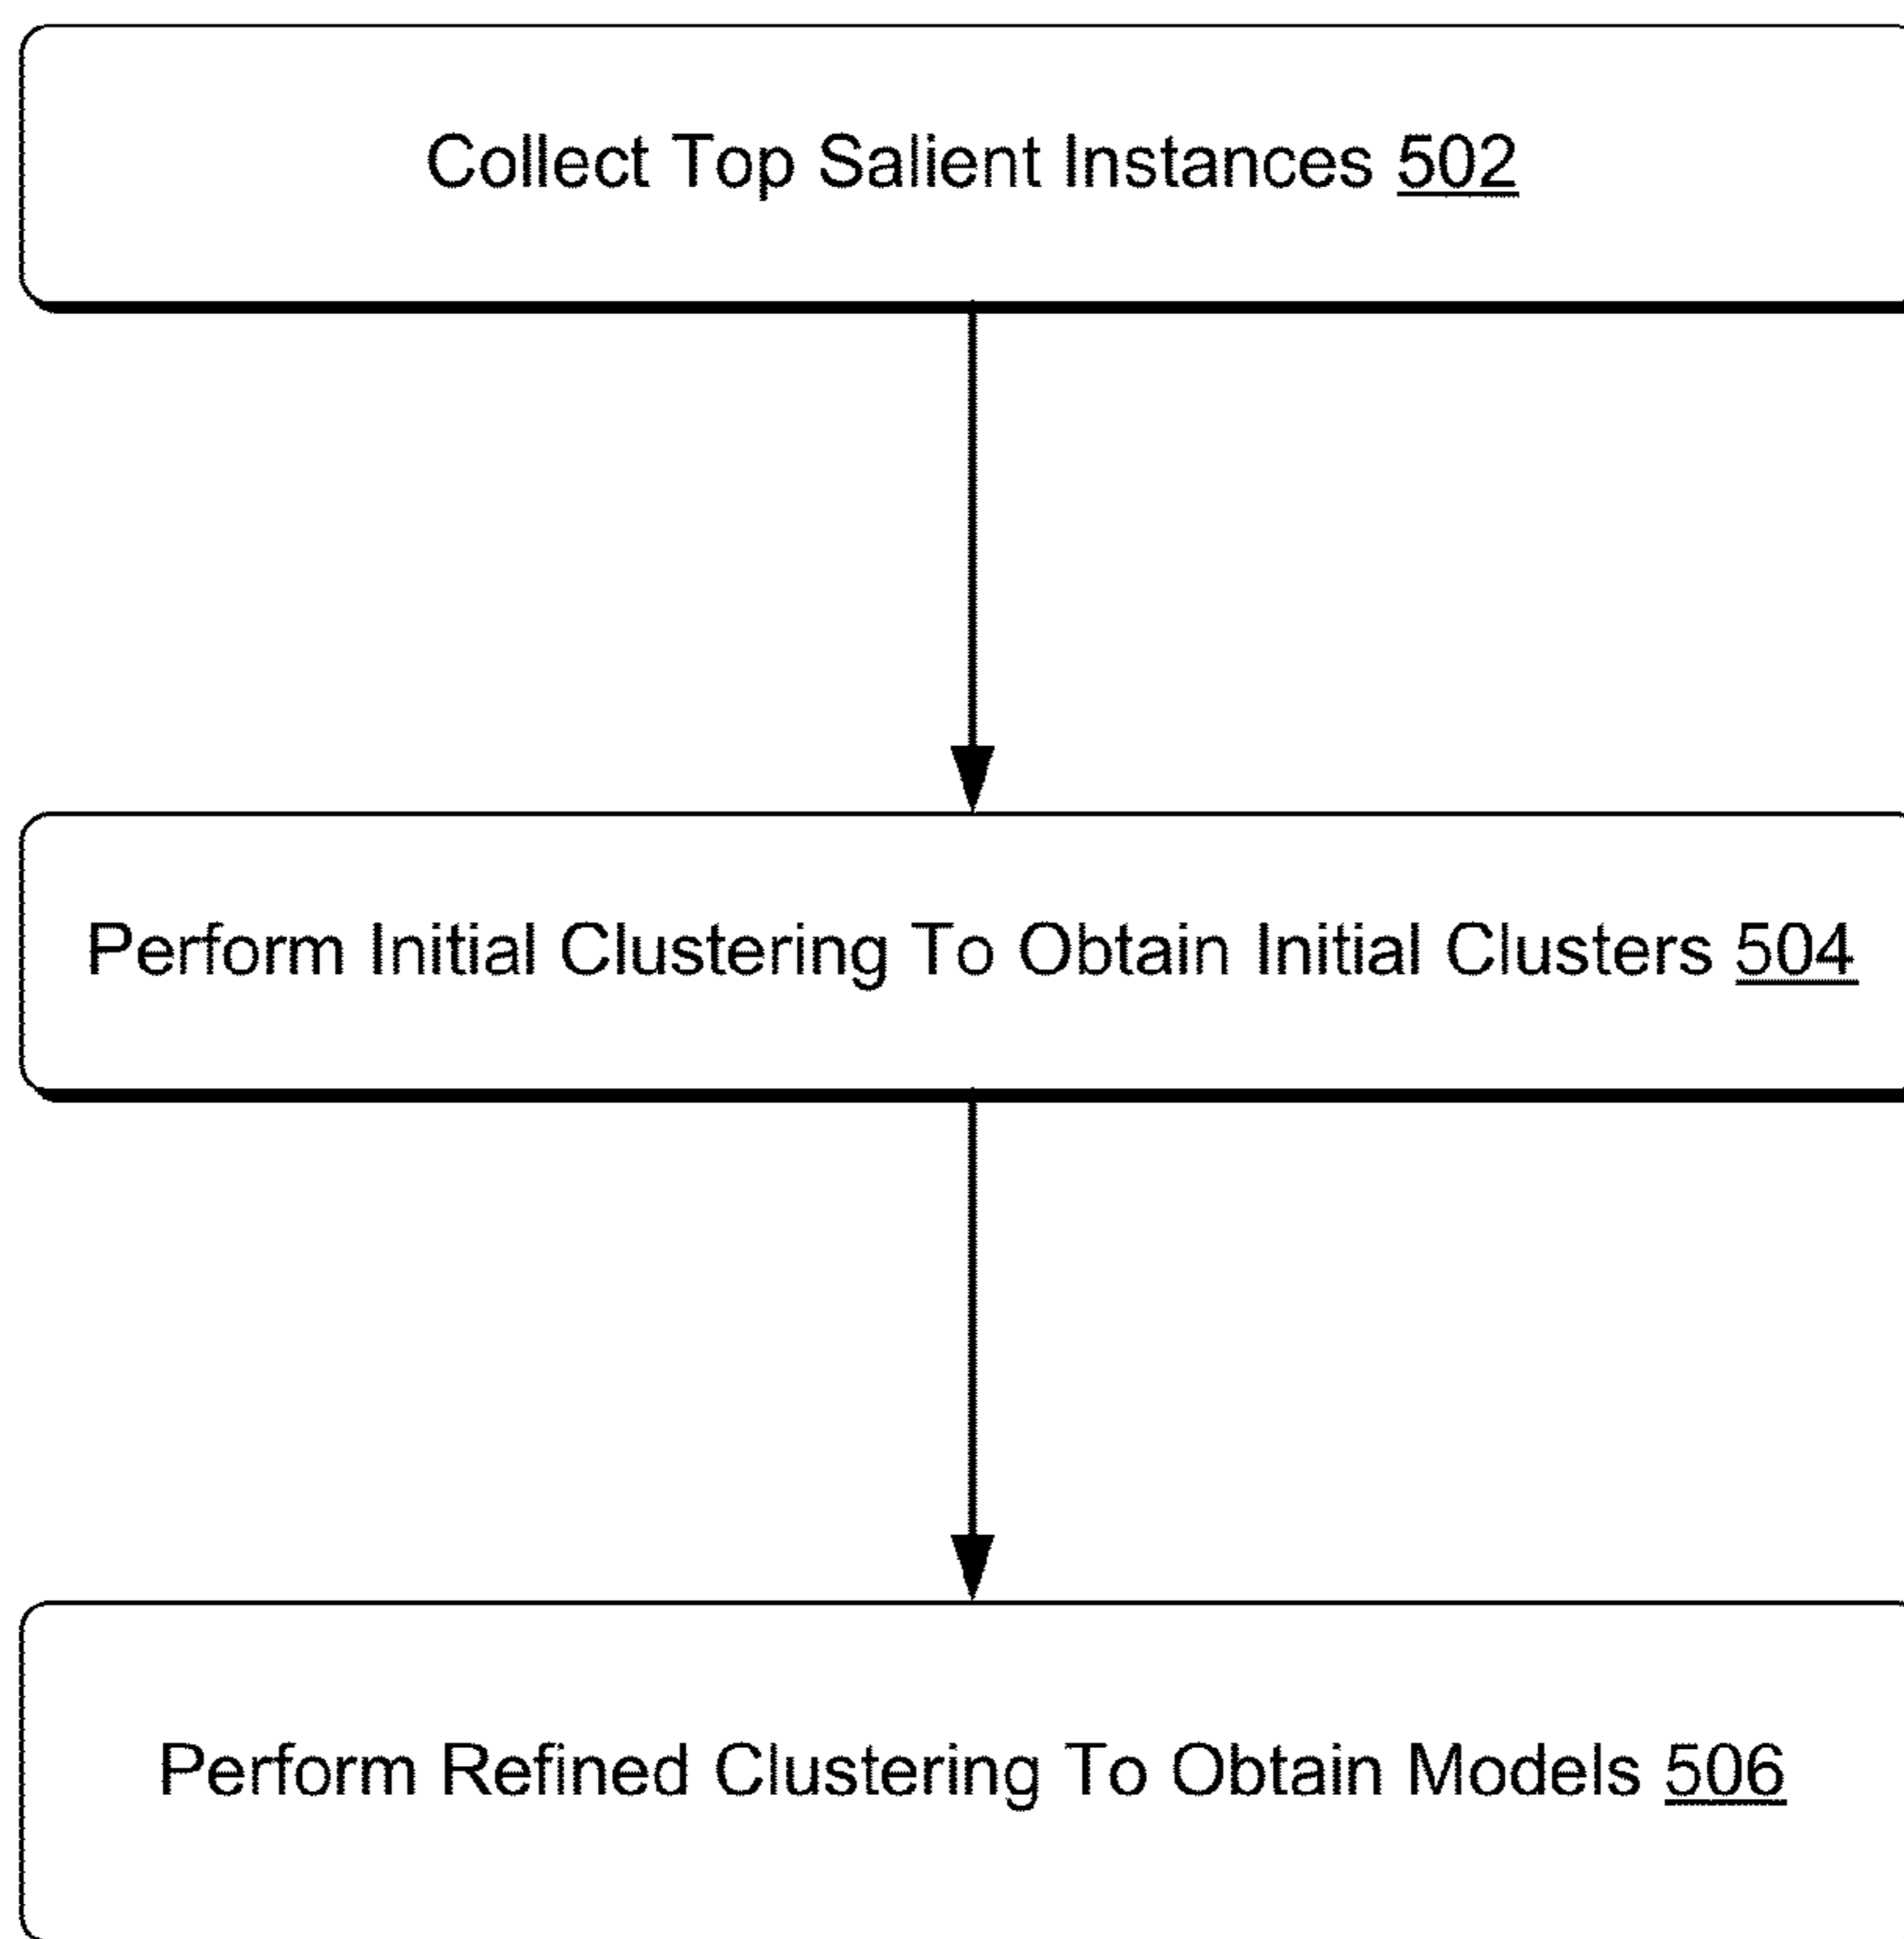 Collect Top Salient Instances 502
Perform Initial Clustering To Obtain Initial Clusters 504
Perform Refined Clustering To Obtain Models 506